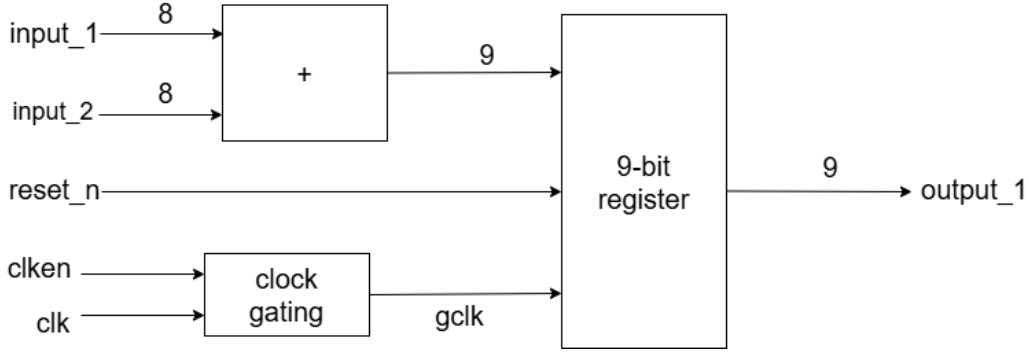 input_1
8
+
input_2
8
9
reset_n
9-bit
register
9
output_1
clken
clk
clock
gating
gclk